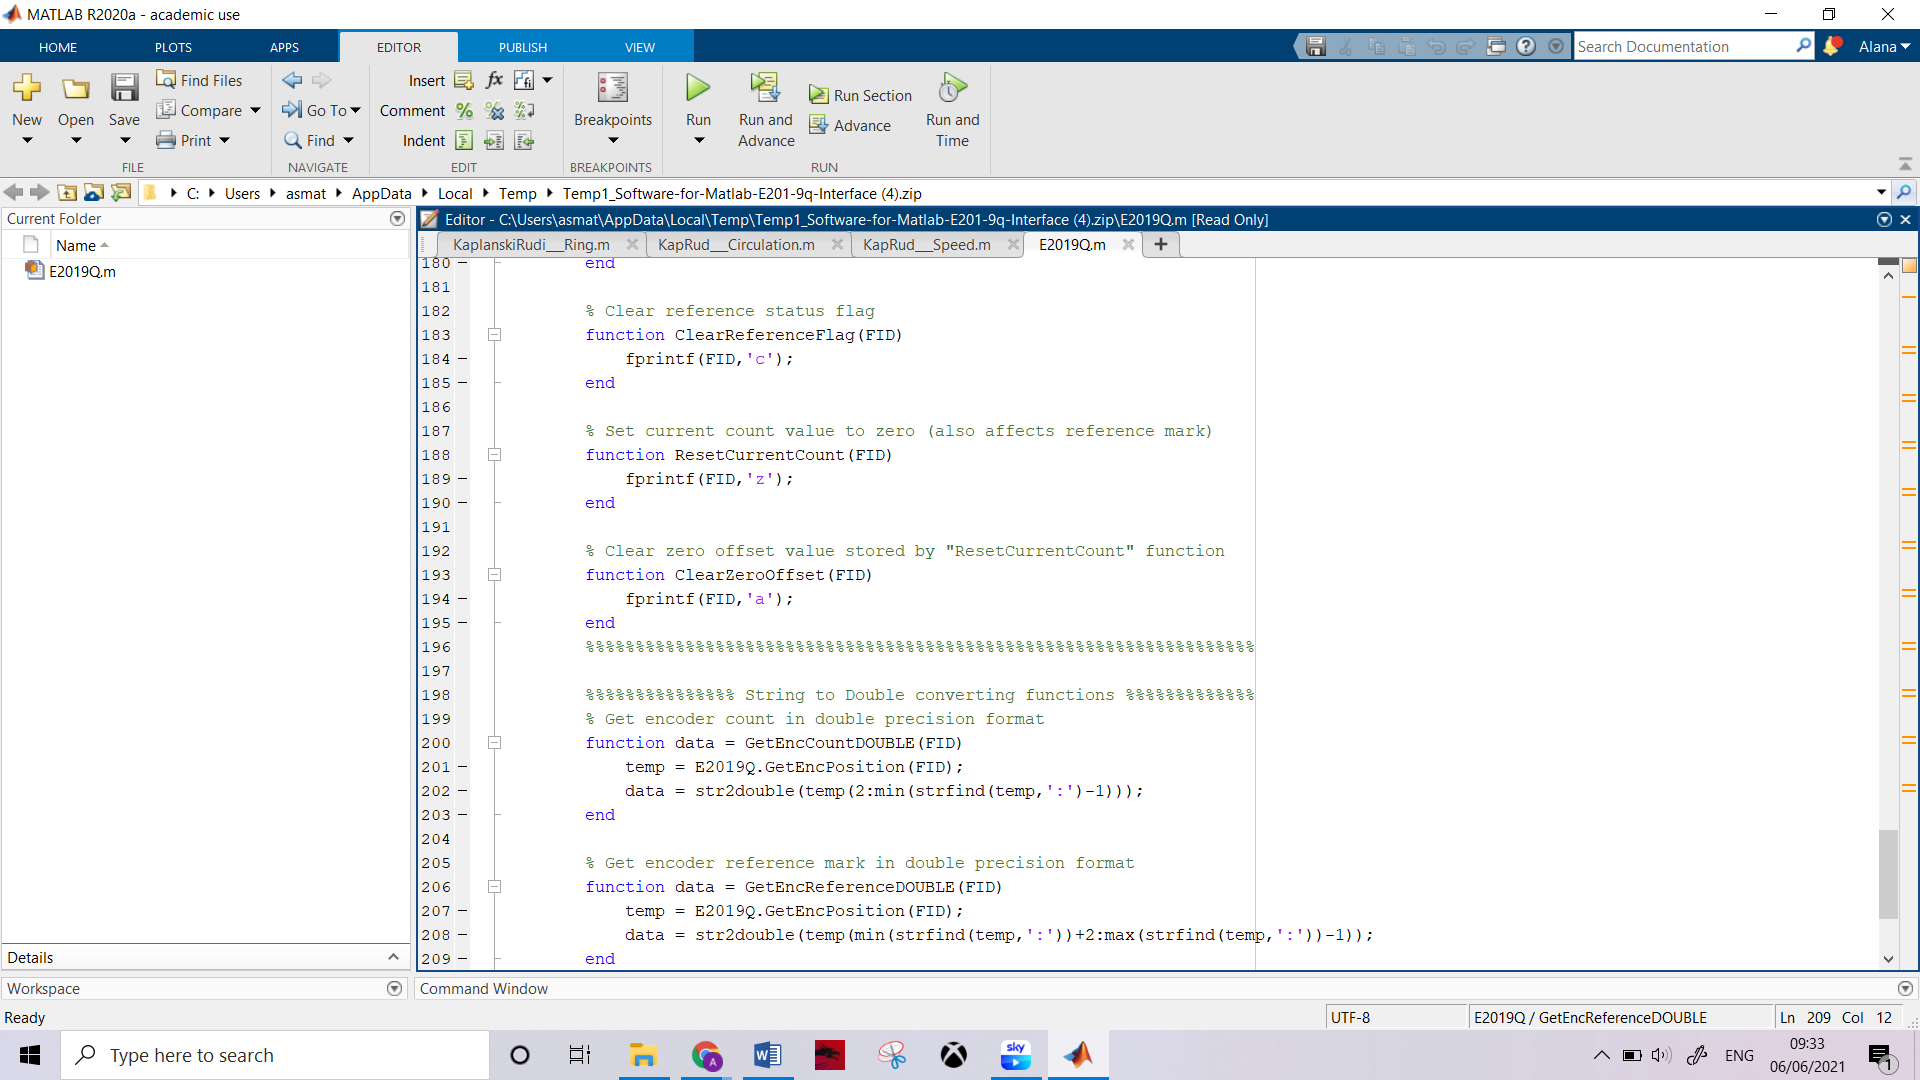 MATLAB R2020a - academic use
HOME PLOTS APPS EDITOR PUBLISH VIEW Search Documentation Alana
New Open Save Find Files Compare Print
FILE
Go To Find
NAVIGATE
Insert fx
Comment % %
Indent
EDIT
Breakpoints
BREAKPOINTS
Run Run and Advance Run Section Advance Run and Time
RUN
C: Users asmat AppData Local Temp Temp1_Software-for-Matlab-E201-9q-Interface (4).zip
Current Folder
Name
E2019Q.m
Details
Workspace
Editor - C:\Users\asmat\AppData\Local\Temp\Temp1_Software-for-Matlab-E201-9q-Interface (4).zip\E2019Q.m [Read Only]
KaplanskiRudi___Ring.m KapRud___Circulation.m KapRud___Speed.m E2019Q.m +
180 end
181
182 % Clear reference status flag
183 function ClearReferenceFlag(FID)
184 fprintf(FID,'c');
185 end
186
187 % Set current count value to zero (also affects reference mark)
188 function ResetCurrentCount(FID)
189 fprintf(FID,'z');
190 end
191
192 % Clear zero offset value stored by "ResetCurrentCount" function
193 function ClearZeroOffset(FID)
194 fprintf(FID,'a');
195 end
196 %%%%%%%%%%%%%%%%%%%%%%%%%%%%%%%%%%%%%%%%%%%%%%%%%%%%%%%%%%%%%%%%%%%
197
198 %%%%%%%%%%%%%%% String to Double converting functions %%%%%%%%%%%%%
199 % Get encoder count in double precision format
200 function data = GetEncCountDOUBLE(FID)
201 temp = E2019Q.GetEncPosition(FID);
202 data = str2double(temp(2:min(strfind(temp,':')-1)));
203 end
204
205 % Get encoder reference mark in double precision format
206 function data = GetEncReferenceDOUBLE(FID)
207 temp = E2019Q.GetEncPosition(FID);
208 data = str2double(temp(min(strfind(temp,':'))+2:max(strfind(temp,':'))-1));
209 end
Command Window
Ready UTF-8 E2019Q / GetEncReferenceDOUBLE Ln 209 Col 12
Type here to search
sky
ENG
09:33
06/06/2021
1